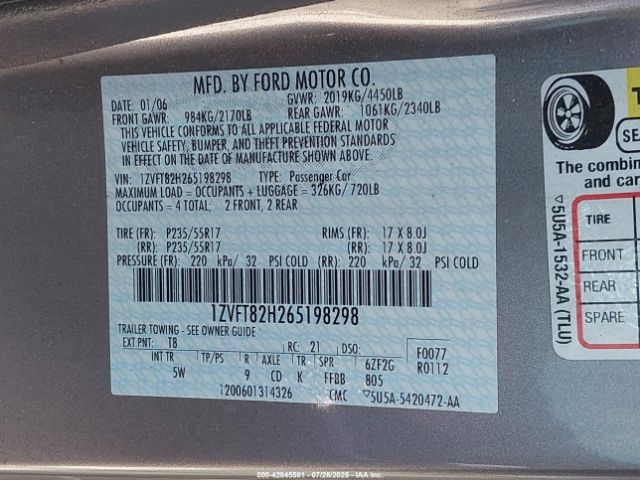 MFD. BY FORD MOTOR CO.
DATE: 01/06 GVWR: 2019KG/4450LB
FRONT GAWR: 984KG/2170LB REAR GAWR: 1061KG/2340LB
THIS VEHICLE CONFORMS TO ALL APPLICABLE FEDERAL MOTOR
VEHICLE SAFETY, BUMPER, AND THEFT PREVENTION STANDARDS
IN EFFECT ON THE DATE OF MANUFACTURE SHOWN ABOVE.
VIN: 1ZVFT82H265198298 TYPE: Passenger Car
MAXIMUM LOAD = OCCUPANTS + LUGGAGE = 326KG/720LB
OCCUPANTS = 4 TOTAL; 2 FRONT, 2 REAR
TIRE (FR): P235/55R17 RIMS (FR): 17 X 8.0J
(RR): P235/55R17 (RR): 17 X 8.0J
PRESSURE (FR): 220 kPa/ 32 PSI COLD (RR): 220 kPa/ 32 PSI COLD
1ZVFT82H265198298
TRAILER TOWING - SEE OWNER GUIDE
EXT PNT: T8 RC: 21 DSO: F0077
INT TR TP/PS R AXLE TR SPR 6ZF2G R0112
5W 9 CD K FFBB 805
1200601314326 CMC ▽5U5A-5420472-AA
T
SE
The combin
and car
TIRE
FRONT
REAR
SPARE
▽5U5A-1532-AA (TLU)
000-42845581 - 07/28/2025 - IAAI.com